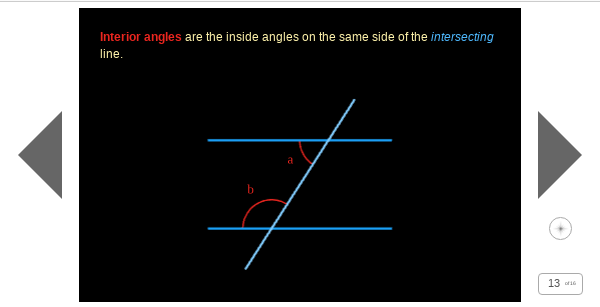 Interior angles are the inside angles on the same side of the intersecting
line.
a
b
13 of 16